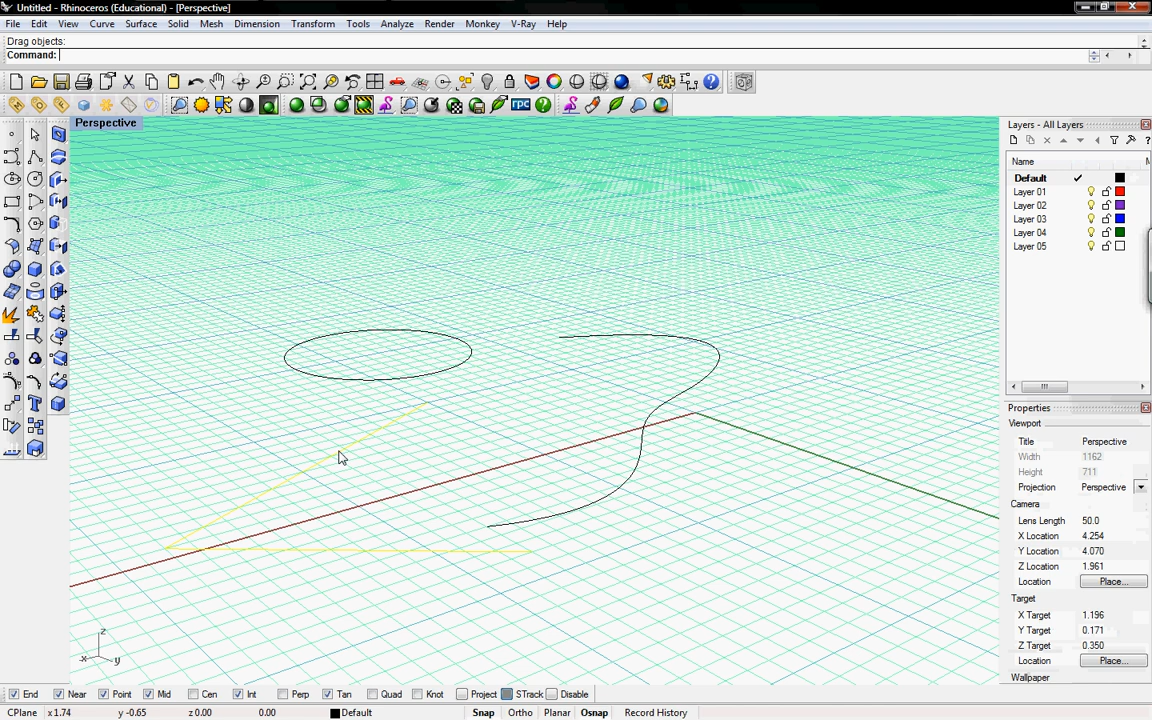 Untitled - Rhinoceros (Educational) - [Perspective]
File Edit View Curve Surface Solid Mesh Dimension Transform Tools Analyze Render Monkey V-Ray Help
Drag objects:
Command:
rpc
Perspective
Layers - All Layers
Name M
Default
Layer 01
Layer 02
Layer 03
Layer 04
Layer 05
Properties
Viewport
Title Perspective
Width 1162
Height 711
Projection Perspective
Camera
Lens Length 50.0
X Location 4.254
Y Location 4.070
Z Location 1.961
Location Place...
Target
X Target 1.196
Y Target 0.171
Z Target 0.350
Location Place...
Wallpaper
z
x y
End Near Point Mid Cen Int Perp Tan Quad Knot Project STrack Disable
CPlane x 1.74 y -0.65 z 0.00 0.00 Default Snap Ortho Planar Osnap Record History